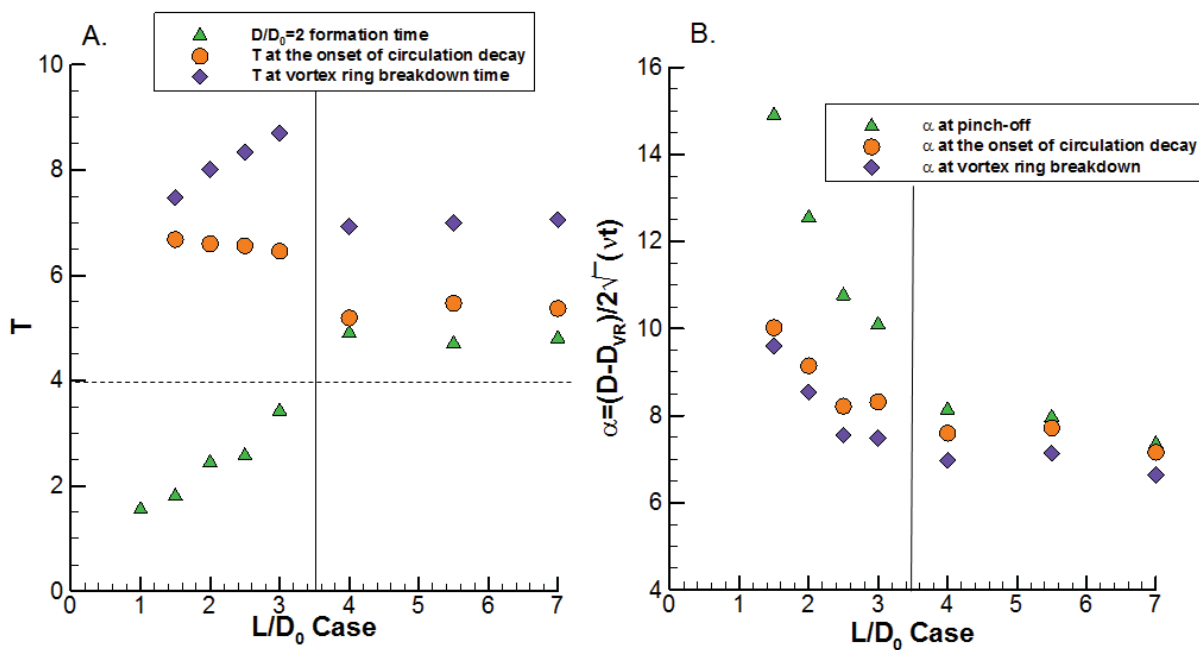 A.
D/D₀=2 formation time
T at the onset of circulation decay
T at vortex ring breakdown time
10
8
6
4
2
0
T
0 1 2 3 4 5 6 7
L/D₀ Case
B.
α at pinch-off
α at the onset of circulation decay
α at vortex ring breakdown
16
14
12
10
8
6
4
α=(D-D_VR)/2√(νt)
0 1 2 3 4 5 6 7
L/D₀ Case